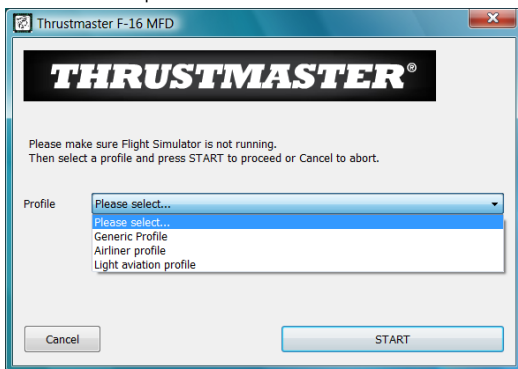 Thrustmaster F-16 MFD
THRUSTMASTER®
Please make sure Flight Simulator is not running.
Then select a profile and press START to proceed or Cancel to abort.
Profile
Please select...
Please select...
Generic Profile
Airliner profile
Light aviation profile
Cancel
START